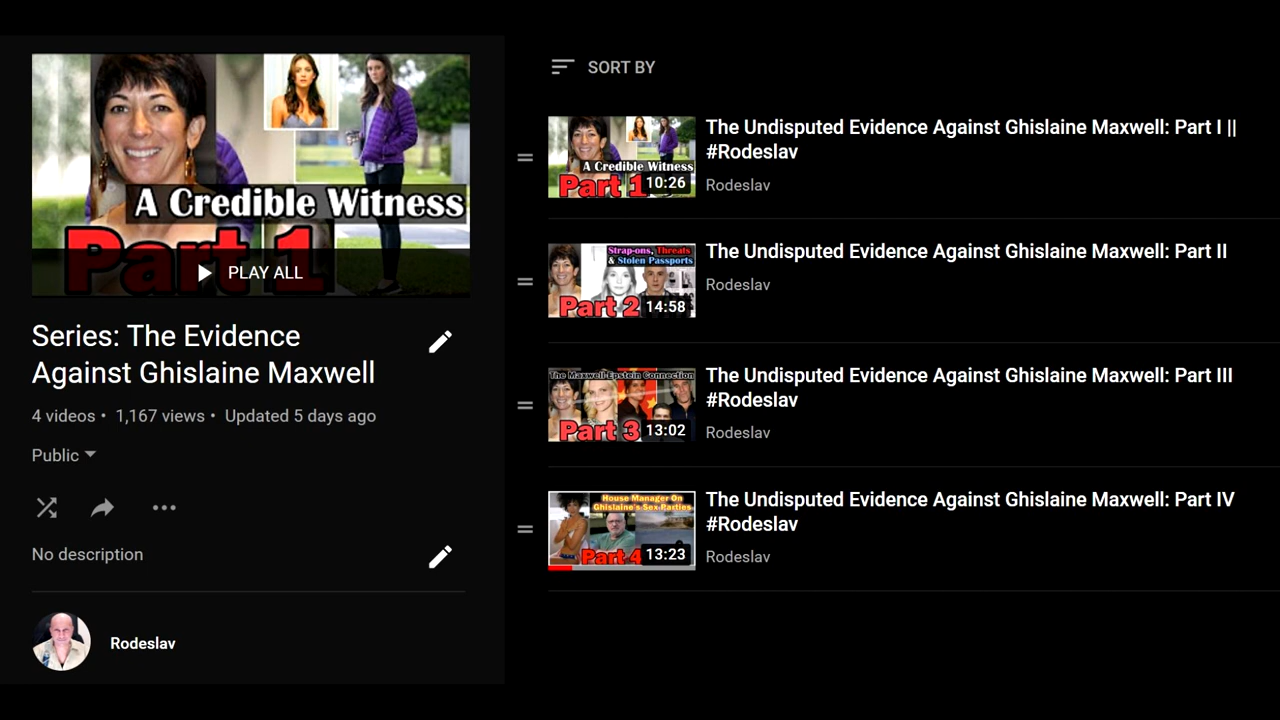 A Credible Witness
Part 1
PLAY ALL
Series: The Evidence
Against Ghislaine Maxwell
4 videos • 1,167 views • Updated 5 days ago
Public
No description
Rodeslav
SORT BY
A Credible Witness
Part 1
10:26
The Undisputed Evidence Against Ghislaine Maxwell: Part I ||
#Rodeslav
Rodeslav
Strap-ons, Threats
& Stolen Passports
Part 2
14:58
The Undisputed Evidence Against Ghislaine Maxwell: Part II
Rodeslav
The Maxwell-Epstein Connection
Part 3
13:02
The Undisputed Evidence Against Ghislaine Maxwell: Part III
#Rodeslav
Rodeslav
House Manager On
Ghislaine's Sex Parties
Part 4
13:23
The Undisputed Evidence Against Ghislaine Maxwell: Part IV
#Rodeslav
Rodeslav